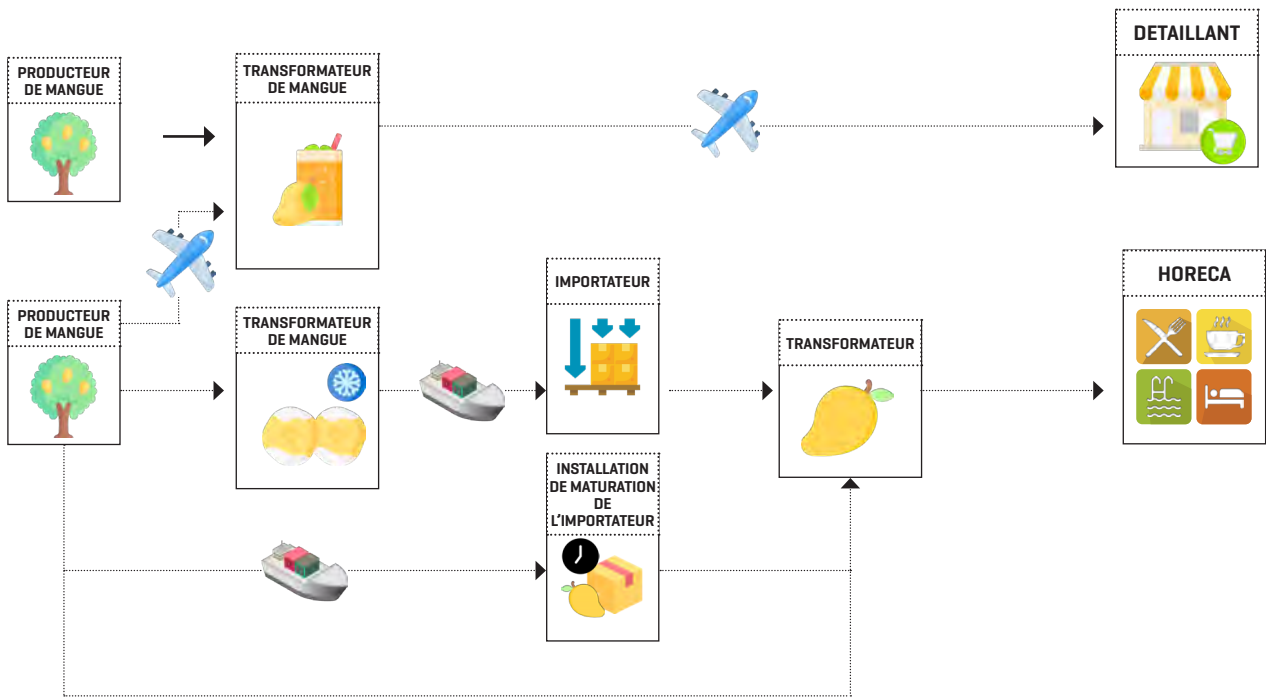 DETAILLANT
PRODUCTEUR
DE MANGUE
TRANSFORMATEUR
DE MANGUE
IMPORTATEUR
HORECA
PRODUCTEUR
DE MANGUE
TRANSFORMATEUR
DE MANGUE
TRANSFORMATEUR
INSTALLATION
DE MATURATION
DE
L'IMPORTATEUR